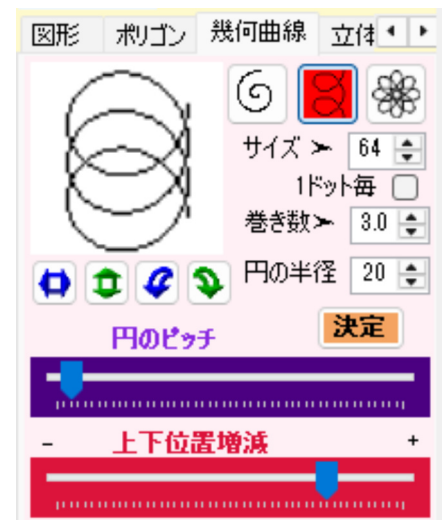 図形 ポリゴン 幾何曲線 立体
サイズ ➤ 64
1ドット毎
巻き数➤ 3.0
円の半径 20
円のピッチ 決定
- 上下位置増減 +